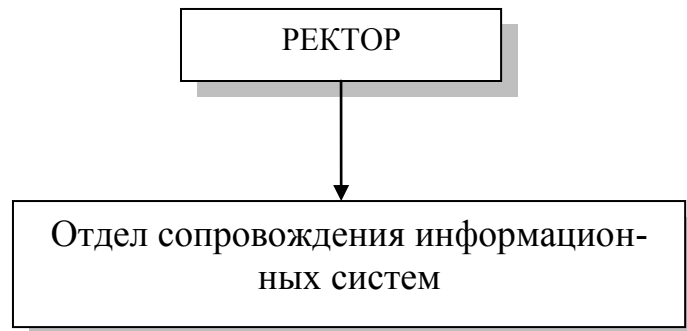 РЕКТОР
Отдел сопровождения информацион-
ных систем